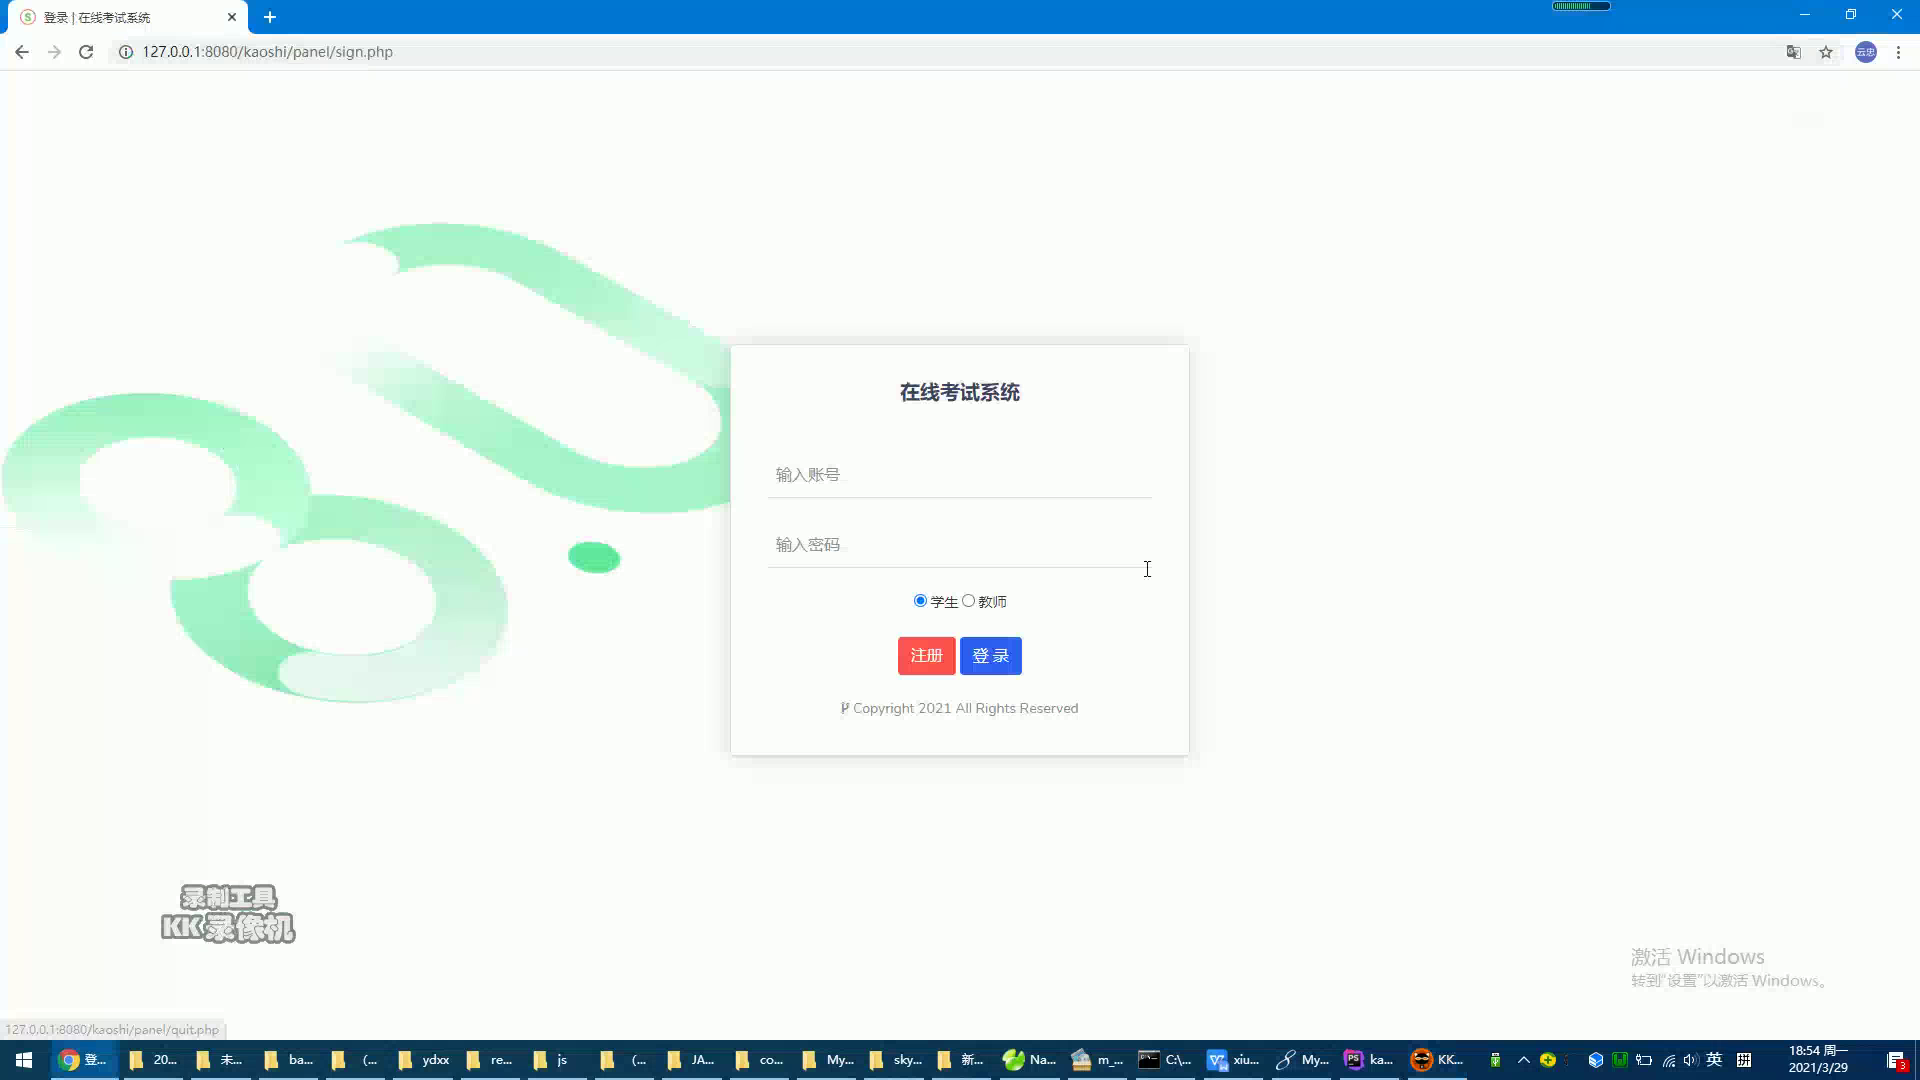 登录 | 在线考试系统
127.0.0.1:8080/kaoshi/panel/sign.php
云忠
在线考试系统
输入账号
输入密码
学生 教师
注册 登 录
Copyright 2021 All Rights Reserved
录制工具
KK 录像机
激活 Windows
转到"设置"以激活 Windows。
127.0.0.1:8080/kaoshi/panel/quit.php
登... 20... 未... ba... (... ydxx re... js (... JA... co... My... sky... 新... Na... m_... C:\... xiu... My... ka... KK... 英 拼 18:54 周一
2021/3/29
3